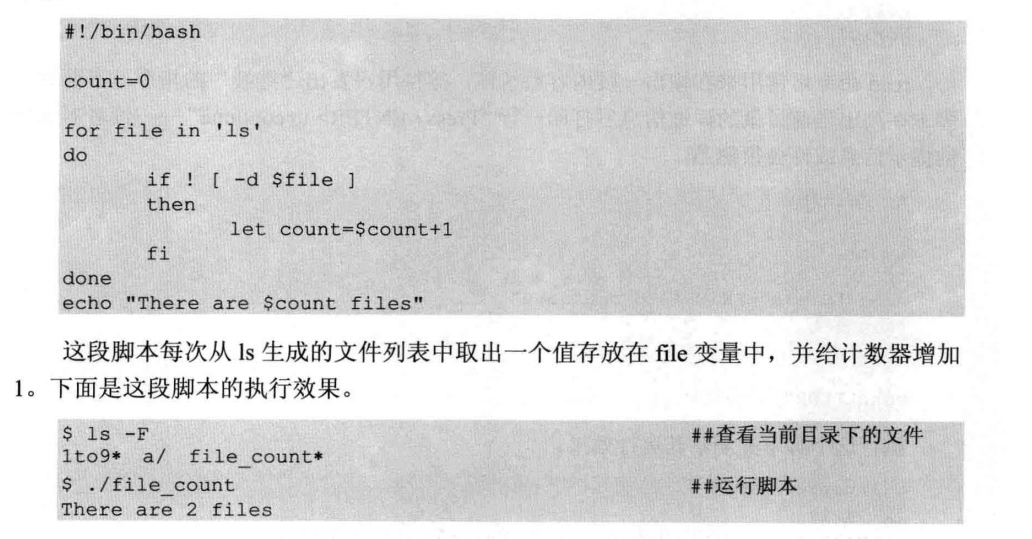 #!/bin/bash
count=0
for file in 'ls'
do
if ! [ -d $file ]
then
let count=$count+1
fi
done
echo "There are $count files"
这段脚本每次从 ls 生成的文件列表中取出一个值存放在 file 变量中，并给计数器增加
1。下面是这段脚本的执行效果。
$ ls -F ##查看当前目录下的文件
1to9* a/ file_count*
$ ./file_count ##运行脚本
There are 2 files